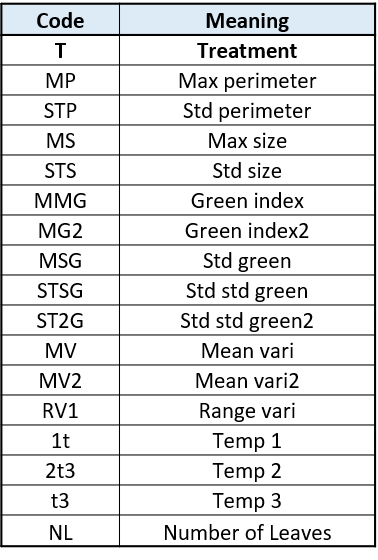 Code Meaning
T Treatment
MP Max perimeter
STP Std perimeter
MS Max size
STS Std size
MMG Green index
MG2 Green index2
MSG Std green
STSG Std std green
ST2G Std std green2
MV Mean vari
MV2 Mean vari2
RV1 Range vari
1t Temp 1
2t3 Temp 2
t3 Temp 3
NL Number of Leaves